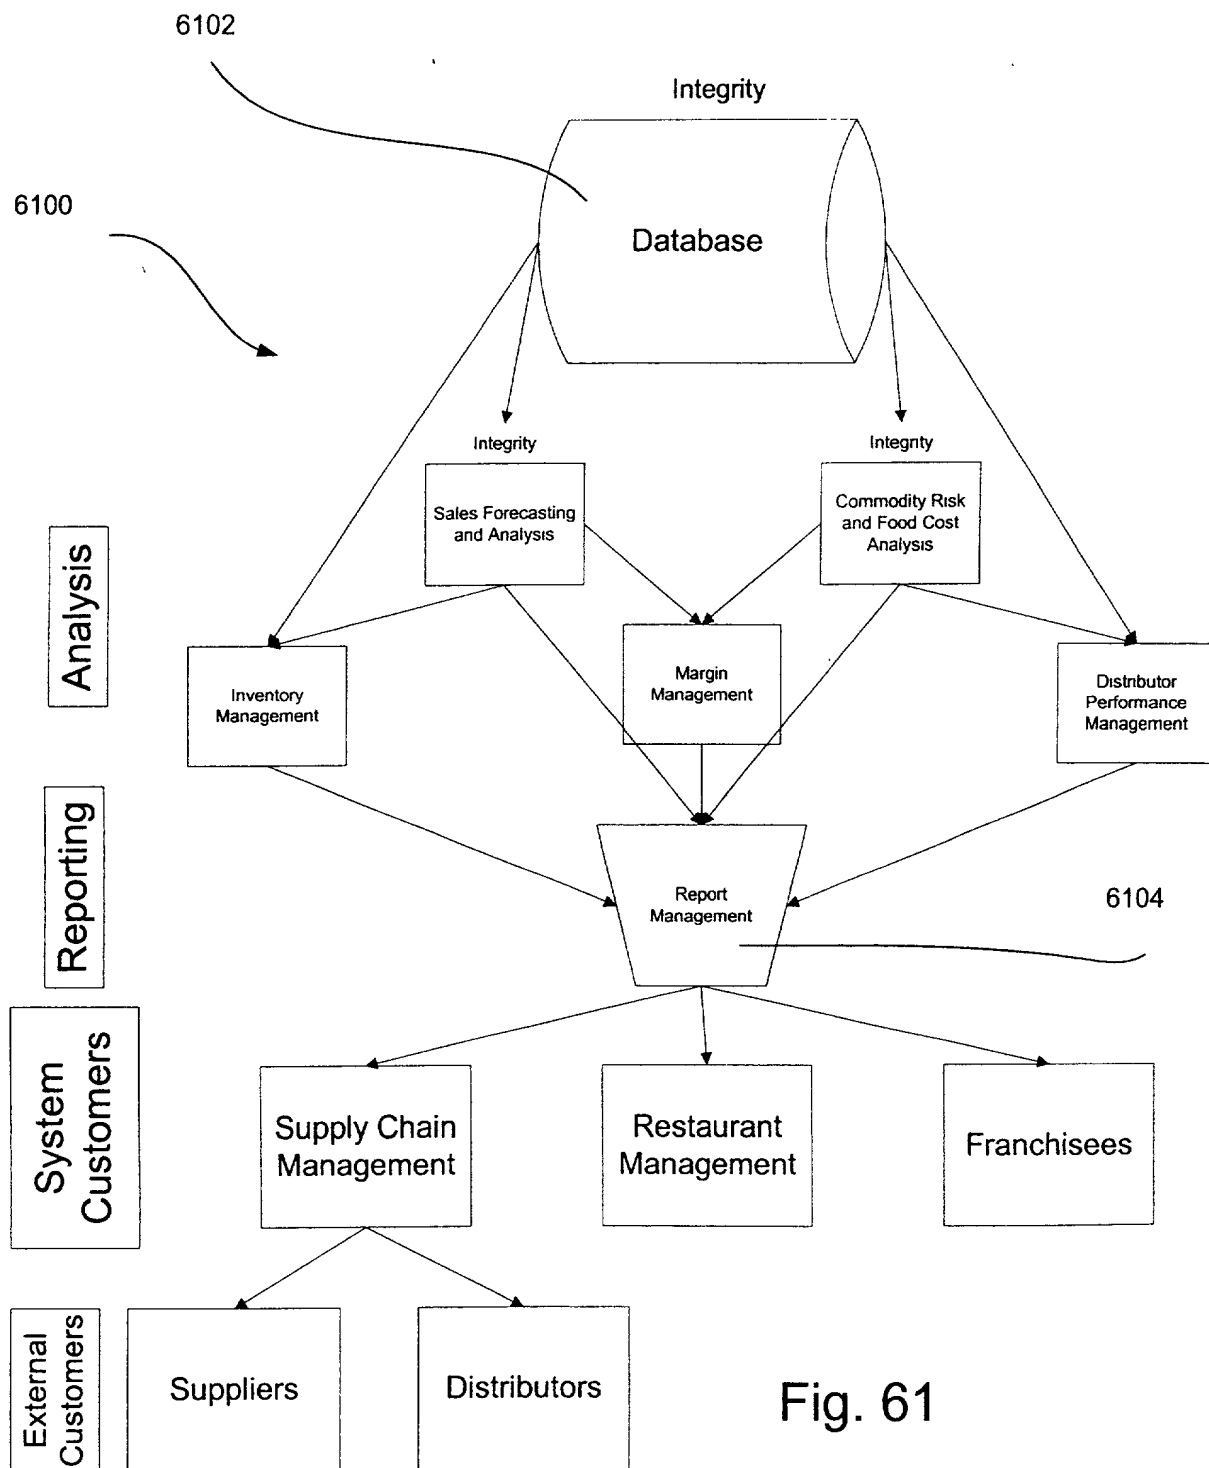 6102
Integrity
6100
Database
Integrity
Integrity
Sales Forecasting
and Analysis
Commodity Risk
and Food Cost
Analysis
Analysis
Inventory
Management
Margin
Management
Distributor
Performance
Management
Reporting
Report
Management
6104
System
Customers
Supply Chain
Management
Restaurant
Management
Franchisees
External
Customers
Suppliers
Distributors
Fig. 61